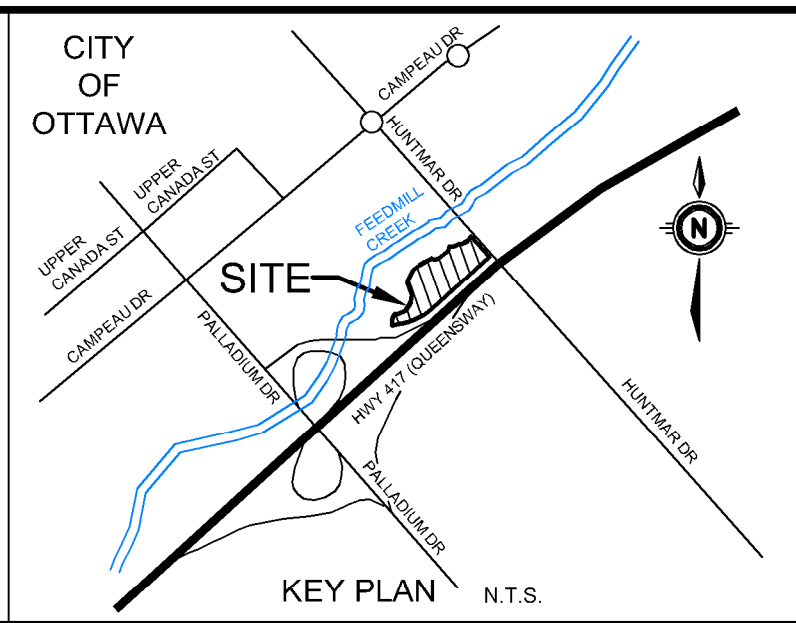 CITY
OF
OTTAWA
CAMPEAU DR
HUNTMAR DR
UPPER
CANADA ST
UPPER
CANADA ST
FEEDMILL
CREEK
N
SITE
CAMPEAU DR
PALLADIUM DR
HWY 417 (QUEENSWAY)
HUNTMAR DR
PALLADIUM DR
KEY PLAN
N.T.S.